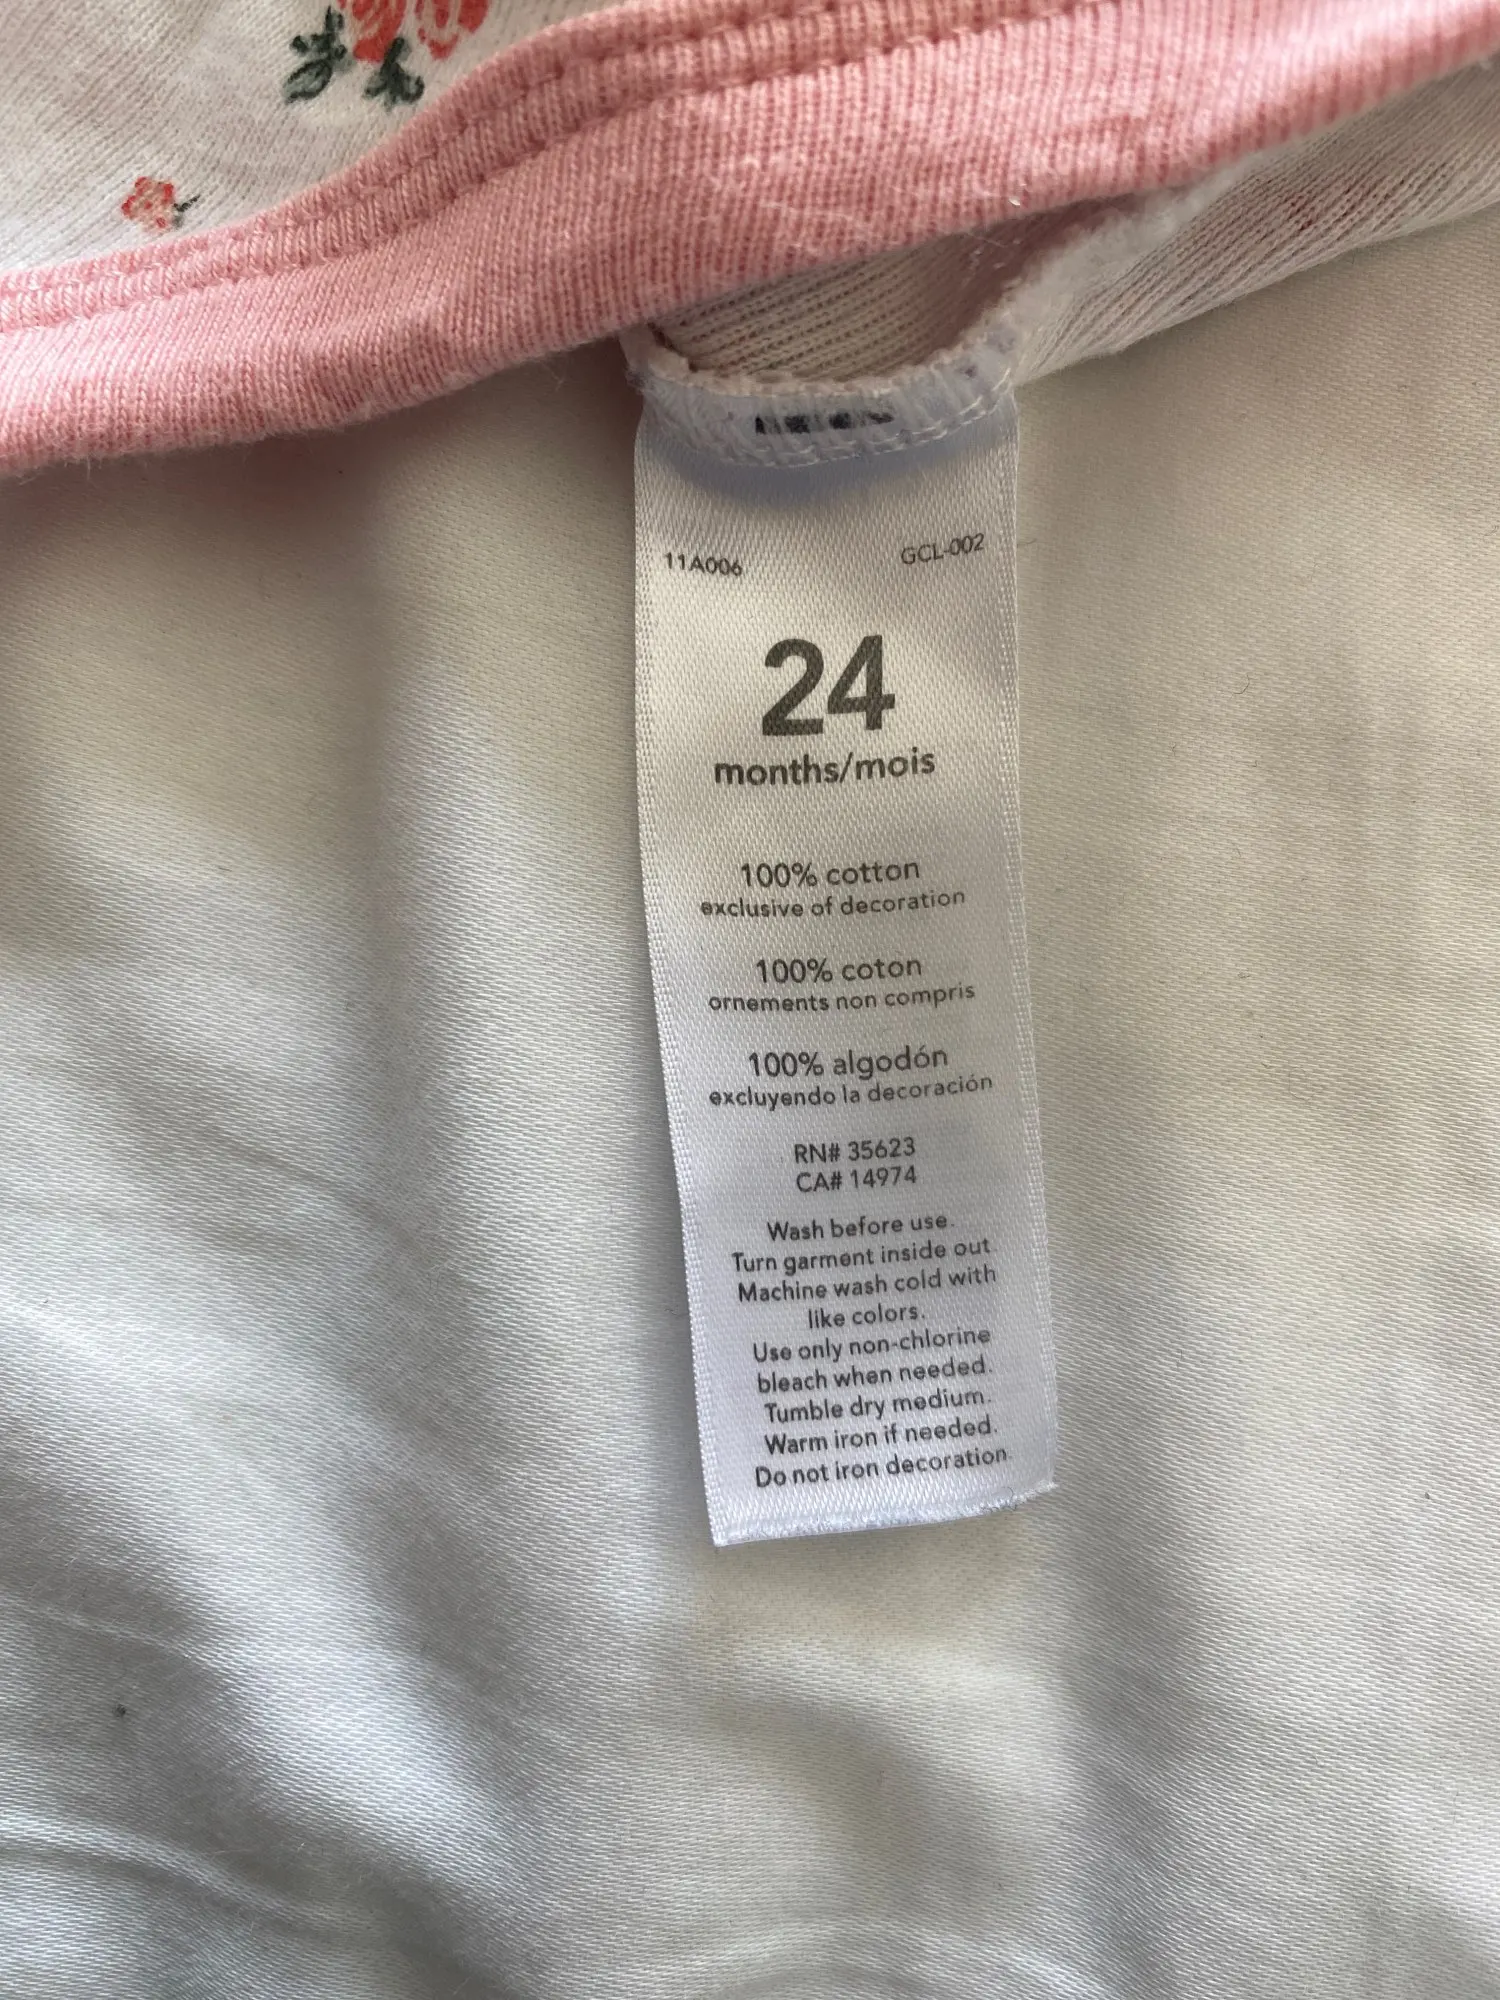 11A006 GCL-002
24
months/mois
100% cotton
exclusive of decoration
100% coton
ornements non compris
100% algodón
excluyendo la decoración
RN# 35623
CA# 14974
Wash before use.
Turn garment inside out.
Machine wash cold with
like colors.
Use only non-chlorine
bleach when needed.
Tumble dry medium.
Warm iron if needed.
Do not iron decoration.